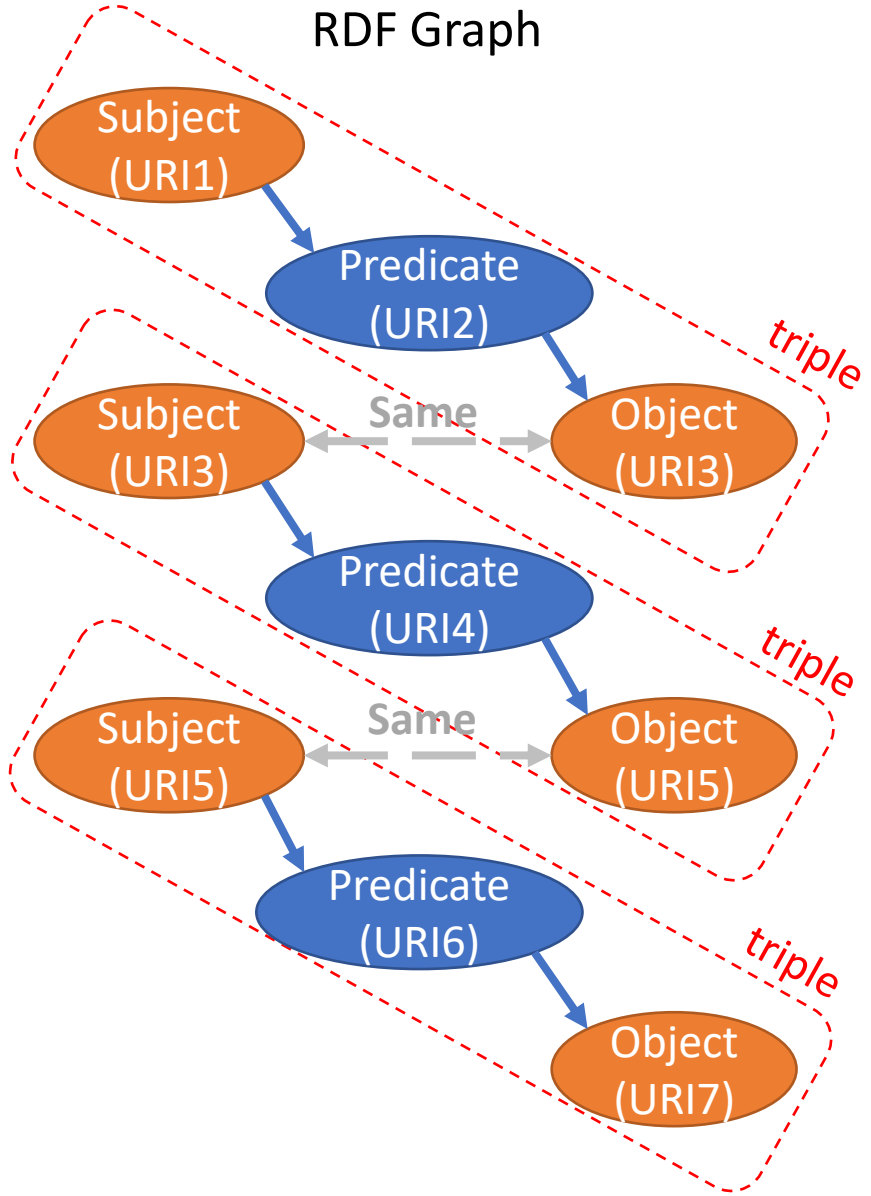 RDF Graph
Subject
(URI1)
Predicate
(URI2)
triple
Subject
(URI3)
Same
Object
(URI3)
Predicate
(URI4)
triple
Subject
(URI5)
Same
Object
(URI5)
Predicate
(URI6)
triple
Object
(URI7)